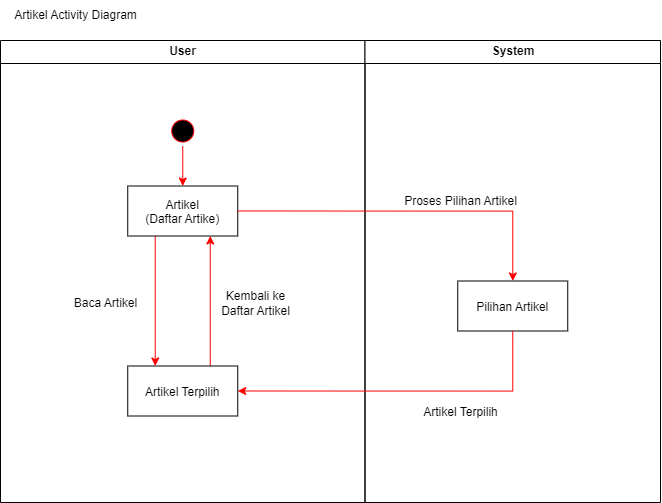 Artikel Activity Diagram
User
System
Artikel
(Daftar Artike)
Proses Pilihan Artikel
Baca Artikel
Kembali ke
Daftar Artikel
Pilihan Artikel
Artikel Terpilih
Artikel Terpilih